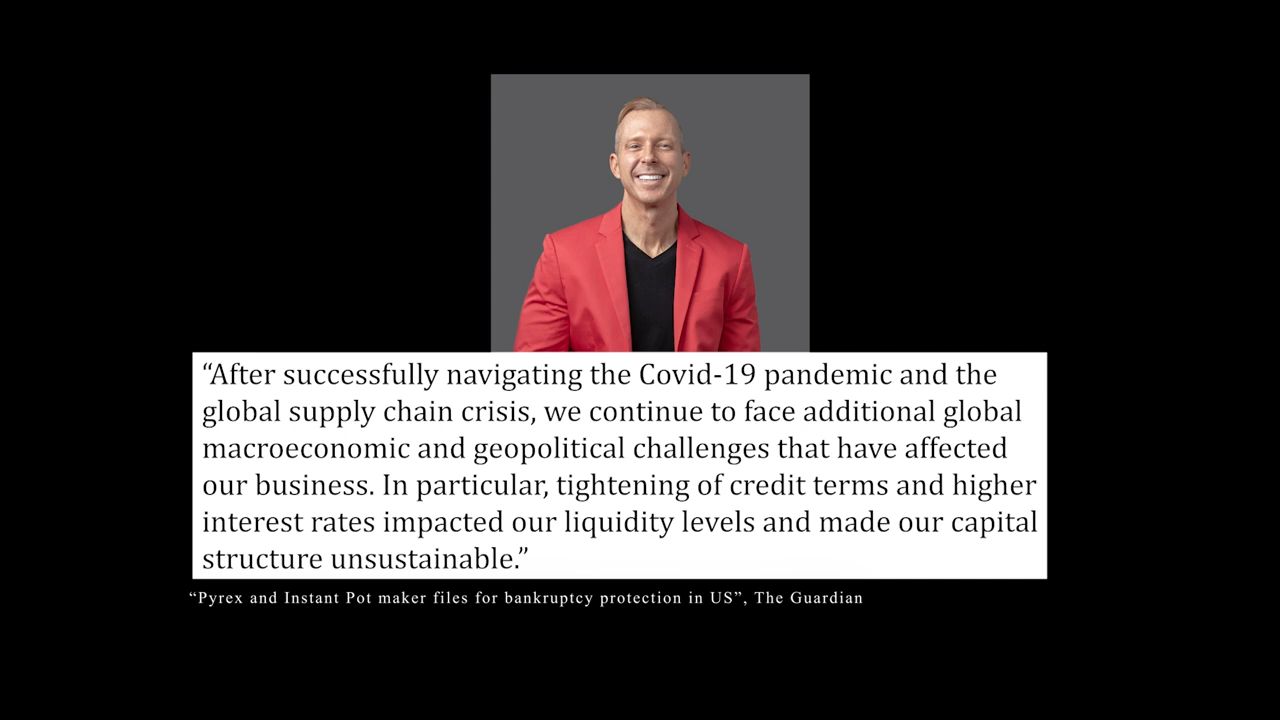 “After successfully navigating the Covid-19 pandemic and the
global supply chain crisis, we continue to face additional global
macroeconomic and geopolitical challenges that have affected
our business. In particular, tightening of credit terms and higher
interest rates impacted our liquidity levels and made our capital
structure unsustainable.”
“Pyrex and Instant Pot maker files for bankruptcy protection in US”, The Guardian